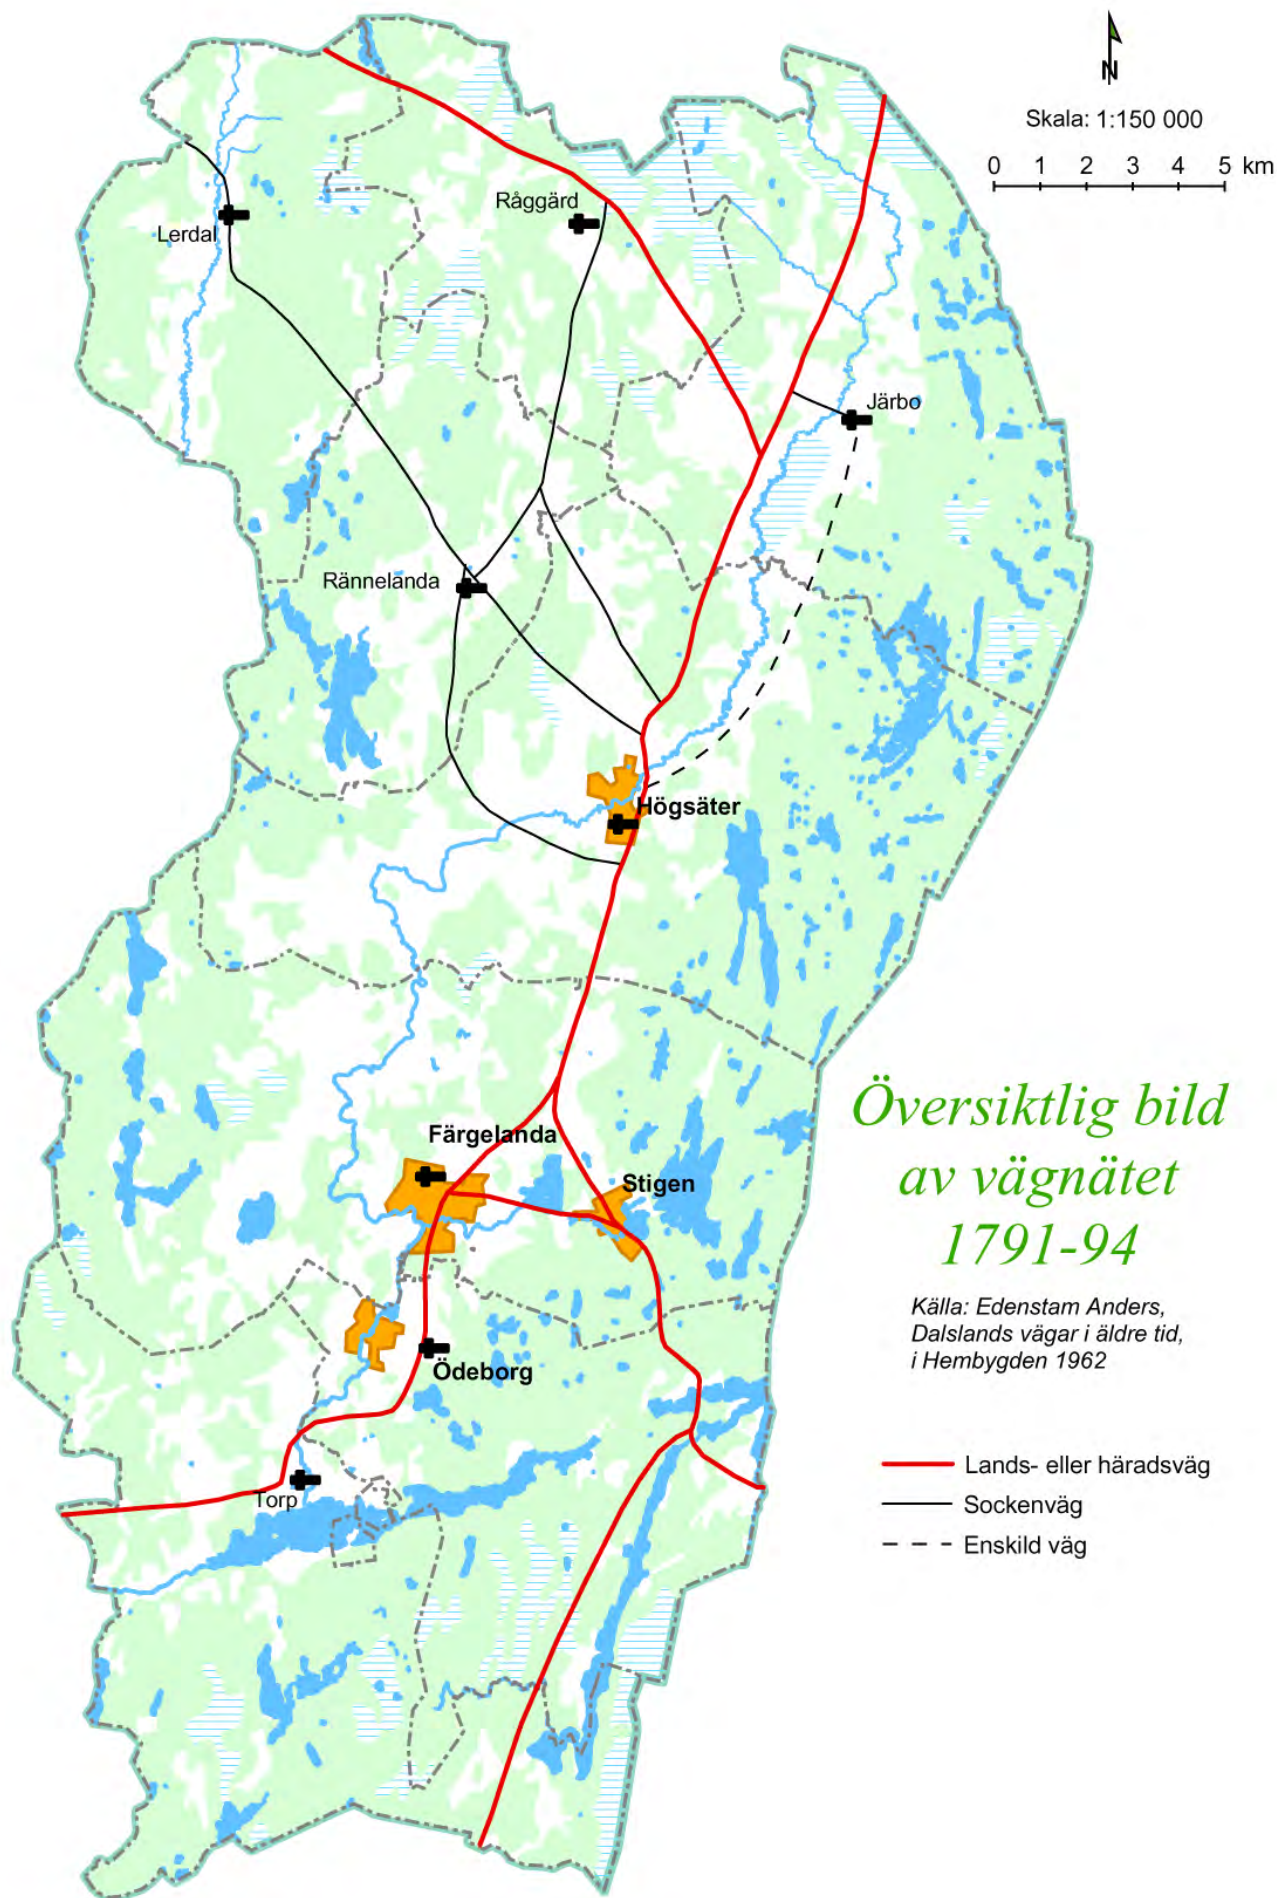 N
Skala: 1:150 000
0 1 2 3 4 5 km
Råggärd
Lerdal
Järbo
Rännelanda
Högsäter
Färgelanda
Stigen
Ödeborg
Torp
Översiktlig bild
av vägnätet
1791-94
Källa: Edenstam Anders,
Dalslands vägar i äldre tid,
i Hembygden 1962
Lands- eller häradsväg
Sockenväg
Enskild väg